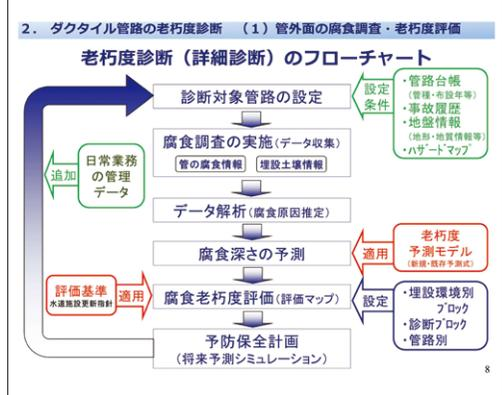 2. ダクタイル管路の老朽度診断 （1）管外面の腐食調査・老朽度評価
老朽度診断（詳細診断）のフローチャート
診断対象管路の設定
設定
条件
・管路台帳
（管種・布設年等）
・事故履歴
・地盤情報
（地形・地質情報等）
・ハザードマップ
腐食調査の実施（データ収集）
管の腐食情報
埋設土壌情報
追加
日常業務
の管理
データ
データ解析（腐食原因推定）
腐食深さの予測
適用
老朽度
予測モデル
（新規・既存予測式）
評価基準
水道施設更新指針
適用
腐食老朽度評価（評価マップ）
設定
・埋設環境別
ブロック
・診断ブロック
・管路別
予防保全計画
（将来予測シミュレーション）
8